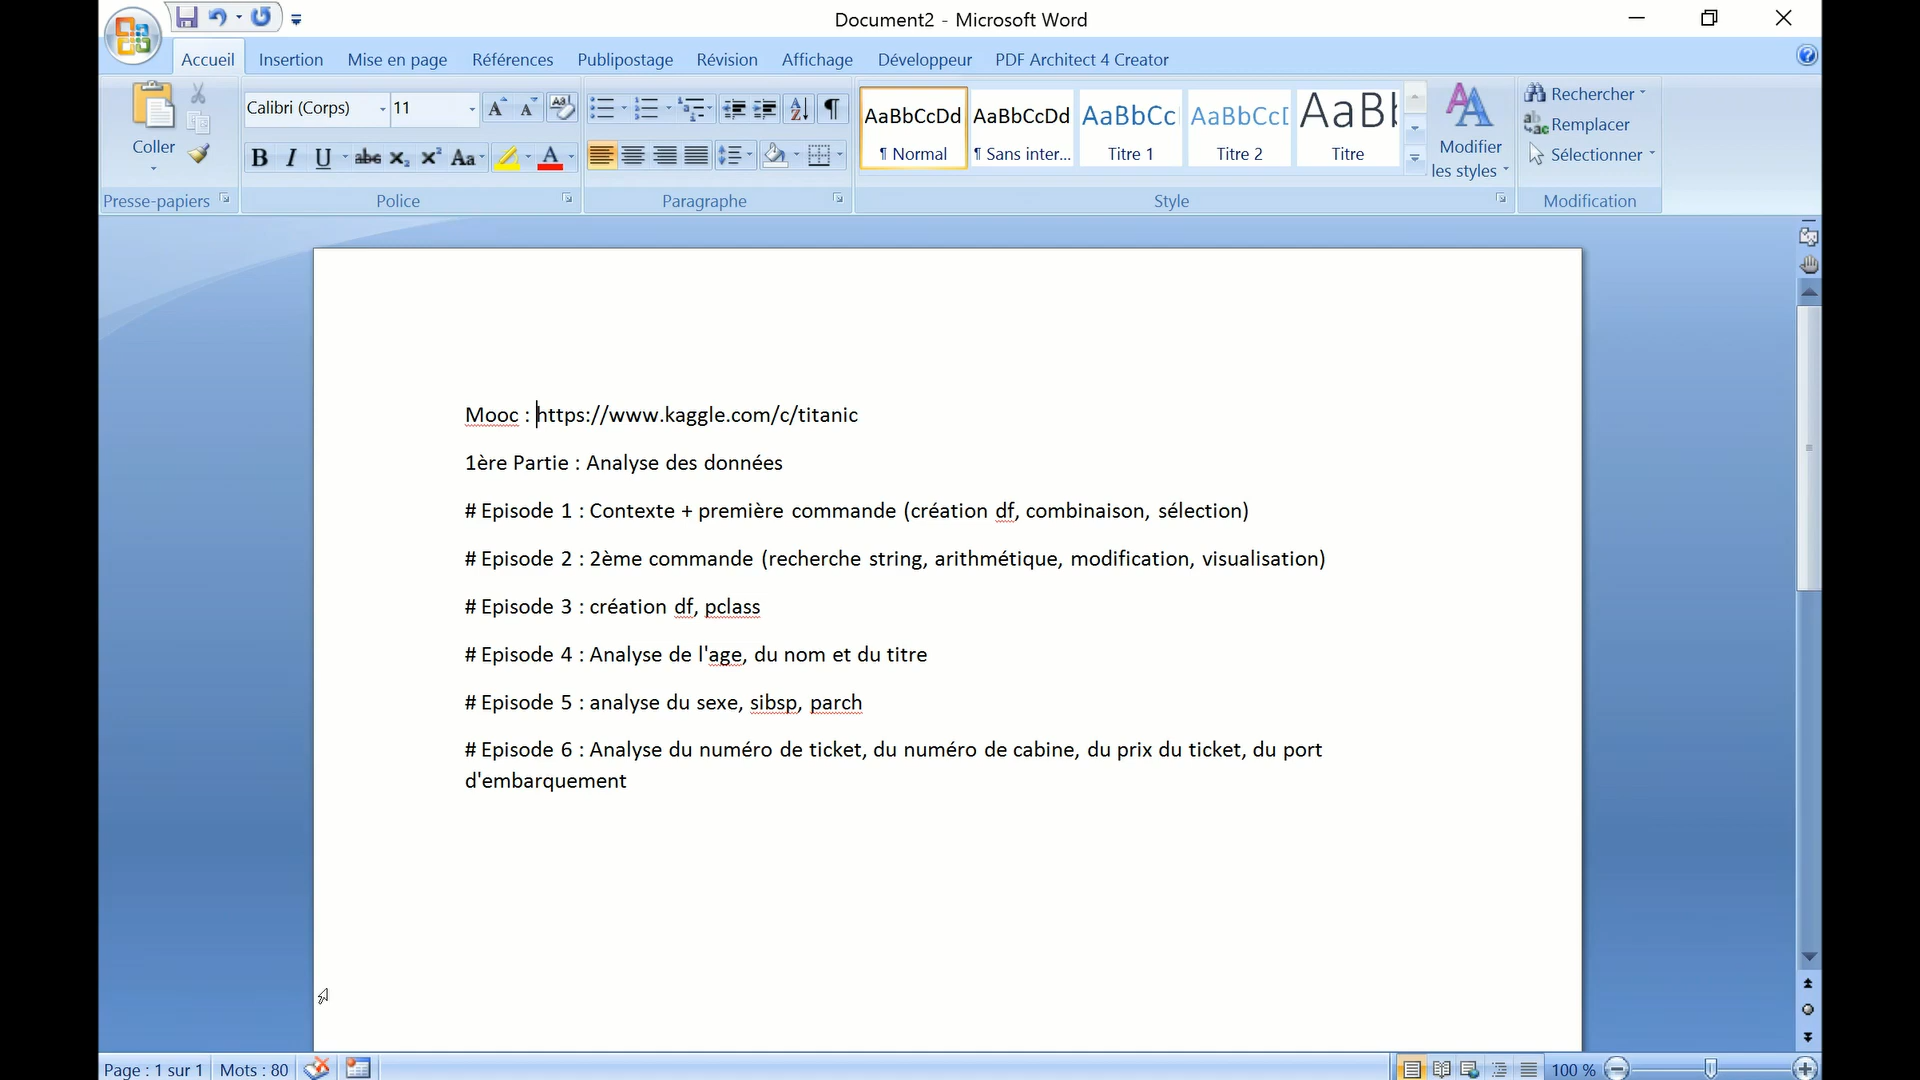 Document2 - Microsoft Word
Accueil Insertion Mise en page Références Publipostage Révision Affichage Développeur PDF Architect 4 Creator
Coller
Presse-papiers
Calibri (Corps) 11
Police
Paragraphe
AaBbCcDd AaBbCcDd AaBbCc AaBbCc AaB
¶ Normal ¶ Sans inter... Titre 1 Titre 2 Titre
Modifier
les styles
Style
Rechercher
Remplacer
Sélectionner
Modification
Mooc : https://www.kaggle.com/c/titanic
1ère Partie : Analyse des données
# Episode 1 : Contexte + première commande (création df, combinaison, sélection)
# Episode 2 : 2ème commande (recherche string, arithmétique, modification, visualisation)
# Episode 3 : création df, pclass
# Episode 4 : Analyse de l'age, du nom et du titre
# Episode 5 : analyse du sexe, sibsp, parch
# Episode 6 : Analyse du numéro de ticket, du numéro de cabine, du prix du ticket, du port
d'embarquement
Page : 1 sur 1 Mots : 80 100 %